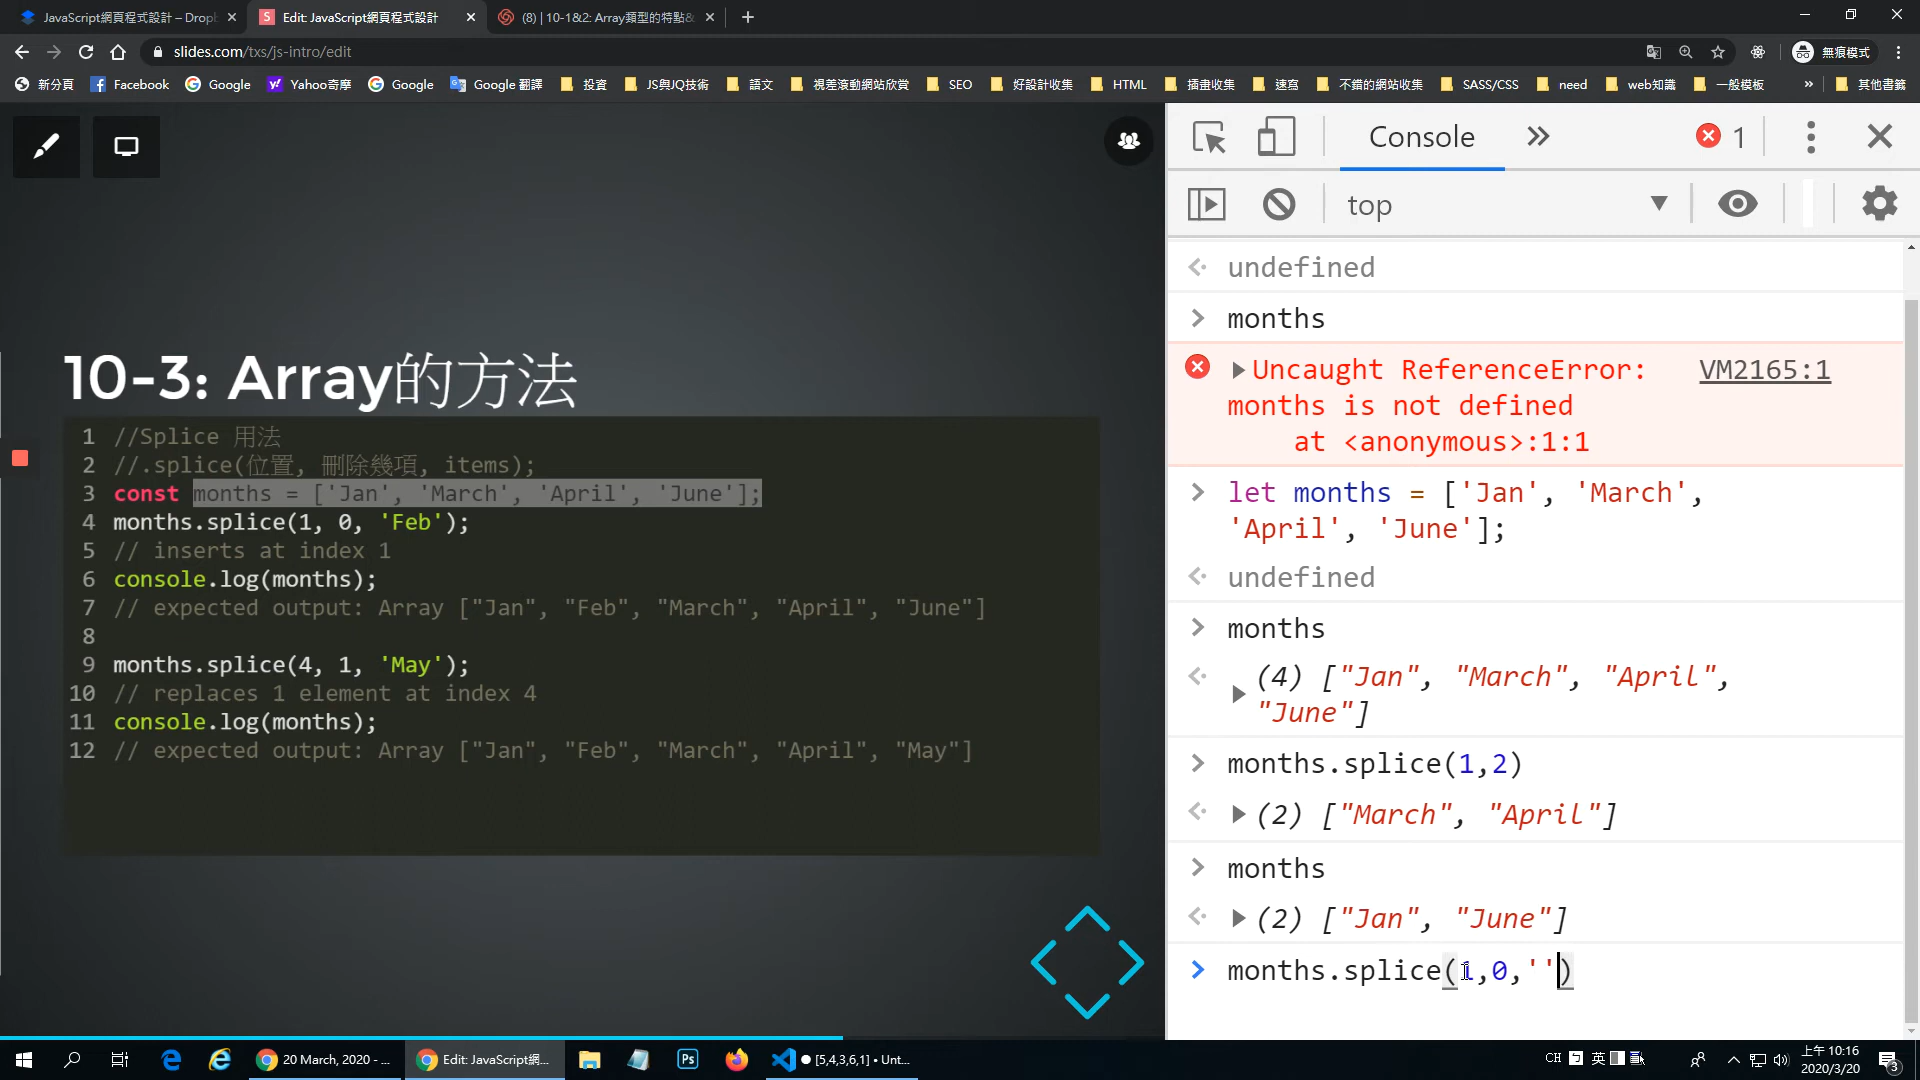 JavaScript網頁程式設計 – Dropb
Edit: JavaScript網頁程式設計
(8) | 10-1&2: Array類型的特點&
slides.com/txs/js-intro/edit
無痕模式
新分頁
Facebook
Google
Yahoo奇摩
Google
Google 翻譯
投資
JS與JQ技術
語文
視差滾動網站欣賞
SEO
好設計收集
HTML
插畫收集
速寫
不錯的網站收集
SASS/CSS
need
web知識
一般模板
»
其他書籤
10-3: Array的方法
1 //Splice 用法
2 //.splice(位置, 刪除幾項, items);
3 const months = ['Jan', 'March', 'April', 'June'];
4 months.splice(1, 0, 'Feb');
5 // inserts at index 1
6 console.log(months);
7 // expected output: Array ["Jan", "Feb", "March", "April", "June"]
8
9 months.splice(4, 1, 'May');
10 // replaces 1 element at index 4
11 console.log(months);
12 // expected output: Array ["Jan", "Feb", "March", "April", "May"]
Console
1
top
undefined
months
Uncaught ReferenceError: VM2165:1
months is not defined
at <anonymous>:1:1
let months = ['Jan', 'March',
'April', 'June'];
undefined
months
(4) ["Jan", "March", "April",
"June"]
months.splice(1,2)
(2) ["March", "April"]
months
(2) ["Jan", "June"]
months.splice(1,0,'')
20 March, 2020 - ...
Edit: JavaScript網...
Ps
[5,4,3,6,1] • Unt...
CH
英
上午 10:16
2020/3/20
3